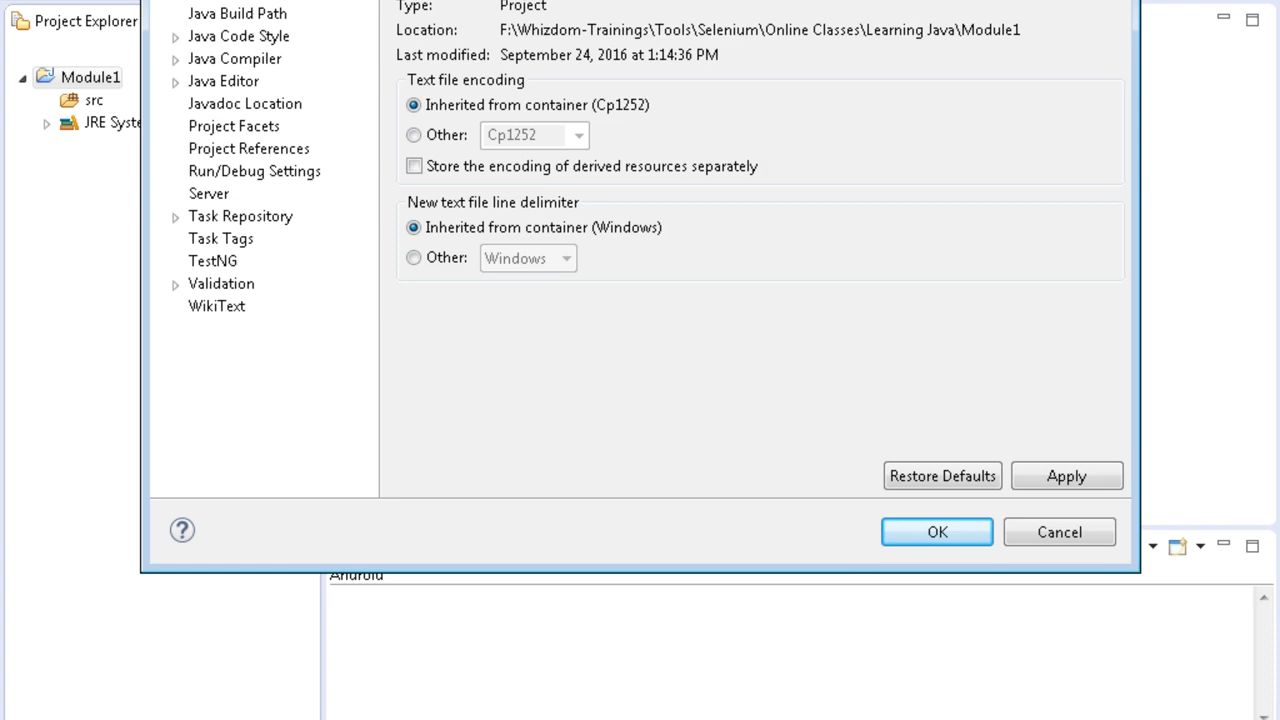 Project Explorer
Module1
src
JRE Syste
Java Build Path
Java Code Style
Java Compiler
Java Editor
Javadoc Location
Project Facets
Project References
Run/Debug Settings
Server
Task Repository
Task Tags
TestNG
Validation
WikiText
Type: Project
Location: F:\Whizdom-Trainings\Tools\Selenium\Online Classes\Learning Java\Module1
Last modified: September 24, 2016 at 1:14:36 PM
Text file encoding
Inherited from container (Cp1252)
Other: Cp1252
Store the encoding of derived resources separately
New text file line delimiter
Inherited from container (Windows)
Other: Windows
Restore Defaults Apply
OK Cancel
Android